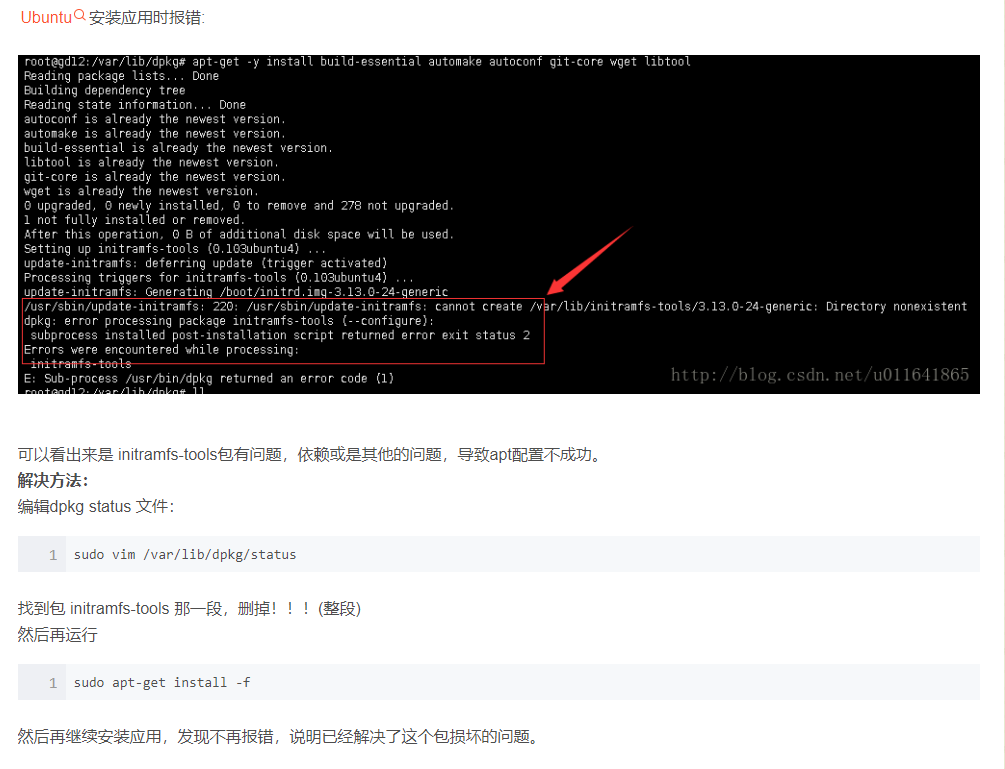 Ubuntu 安装应用时报错:
root@gdl2:/var/lib/dpkg# apt-get -y install build-essential automake autoconf git-core wget libtool
Reading package lists... Done
Building dependency tree
Reading state information... Done
autoconf is already the newest version.
automake is already the newest version.
build-essential is already the newest version.
libtool is already the newest version.
git-core is already the newest version.
wget is already the newest version.
0 upgraded, 0 newly installed, 0 to remove and 278 not upgraded.
1 not fully installed or removed.
After this operation, 0 B of additional disk space will be used.
Setting up initramfs-tools (0.103ubuntu4) ...
update-initramfs: deferring update (trigger activated)
Processing triggers for initramfs-tools (0.103ubuntu4) ...
update-initramfs: Generating /boot/initrd.img-3.13.0-24-generic
/usr/sbin/update-initramfs: 220: /usr/sbin/update-initramfs: cannot create /var/lib/initramfs-tools/3.13.0-24-generic: Directory nonexistent
dpkg: error processing package initramfs-tools (--configure):
subprocess installed post-installation script returned error exit status 2
Errors were encountered while processing:
initramfs-tools
E: Sub-process /usr/bin/dpkg returned an error code (1)
root@gdl2:/var/lib/dpkg# ll
http://blog.csdn.net/u011641865
可以看出来是 initramfs-tools包有问题，依赖或是其他的问题，导致apt配置不成功。
解决方法：
编辑dpkg status 文件：
1 sudo vim /var/lib/dpkg/status
找到包 initramfs-tools 那一段，删掉！！！(整段)
然后再运行
1 sudo apt-get install -f
然后再继续安装应用，发现不再报错，说明已经解决了这个包损坏的问题。